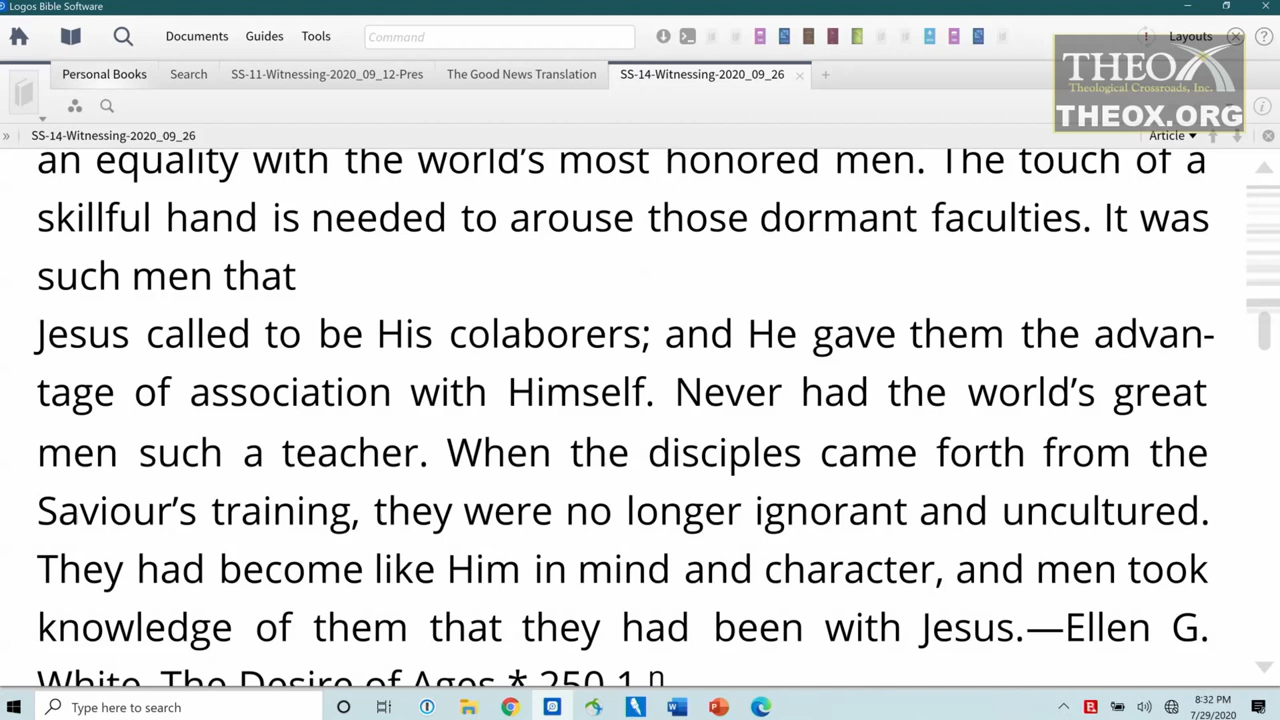 Logos Bible Software
Documents Guides Tools Command Layouts
THEOX
Theological Crossroads, Inc.
THEOX.ORG
Personal Books Search SS-11-Witnessing-2020_09_12-Pres The Good News Translation SS-14-Witnessing-2020_09_26
SS-14-Witnessing-2020_09_26 Article
an equality with the world's most honored men. The touch of a
skillful hand is needed to arouse those dormant faculties. It was
such men that
Jesus called to be His colaborers; and He gave them the advan-
tage of association with Himself. Never had the world's great
men such a teacher. When the disciples came forth from the
Saviour's training, they were no longer ignorant and uncultured.
They had become like Him in mind and character, and men took
knowledge of them that they had been with Jesus.—Ellen G.
White, The Desire of Ages * 250.1
Type here to search
8:32 PM
7/29/2020